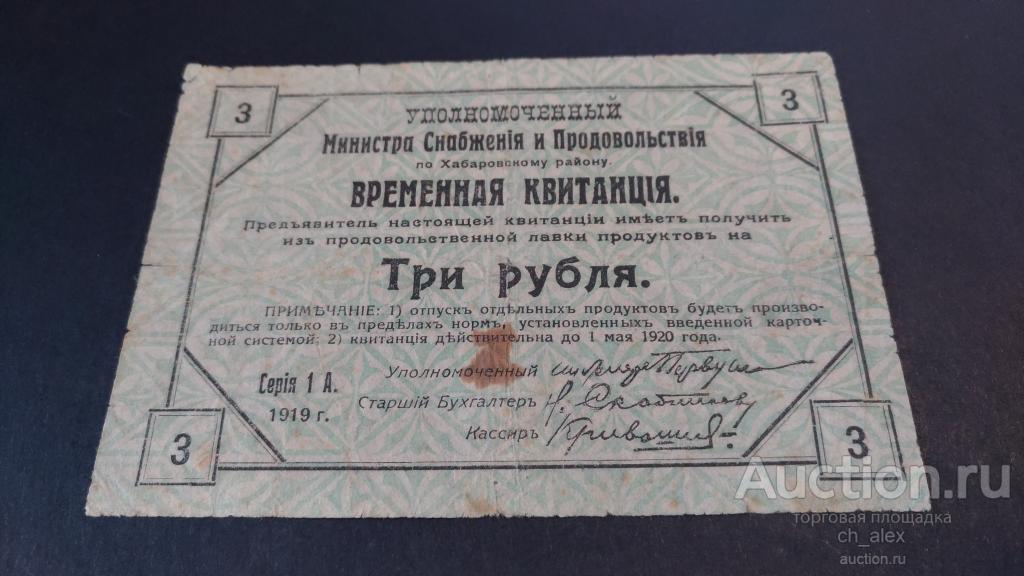 3
3
УПОЛНОМОЧЕННЫЙ
Министра Снабженія и Продовольствія
по Хабаровскому району.
ВРЕМЕННАЯ КВИТАНЦІЯ.
Предъявитель настоящей квитанціи имѣетъ получить
изъ продовольственной лавки продуктовъ на
Три рубля.
ПРИМѢЧАНІЕ: 1) отпускъ отдѣльныхъ продуктовъ будетъ производиться
диться только въ предѣлахъ нормъ, установленныхъ введенной карточ-
ной системой; 2) квитанція дѣйствительна до 1 мая 1920 года.
Уполномоченный
Серія 1 А.
Старшій Бухгалтеръ
1919 г.
Кассиръ
3
3
Auction.ru
торговая площадка
ch_alex
auction.ru